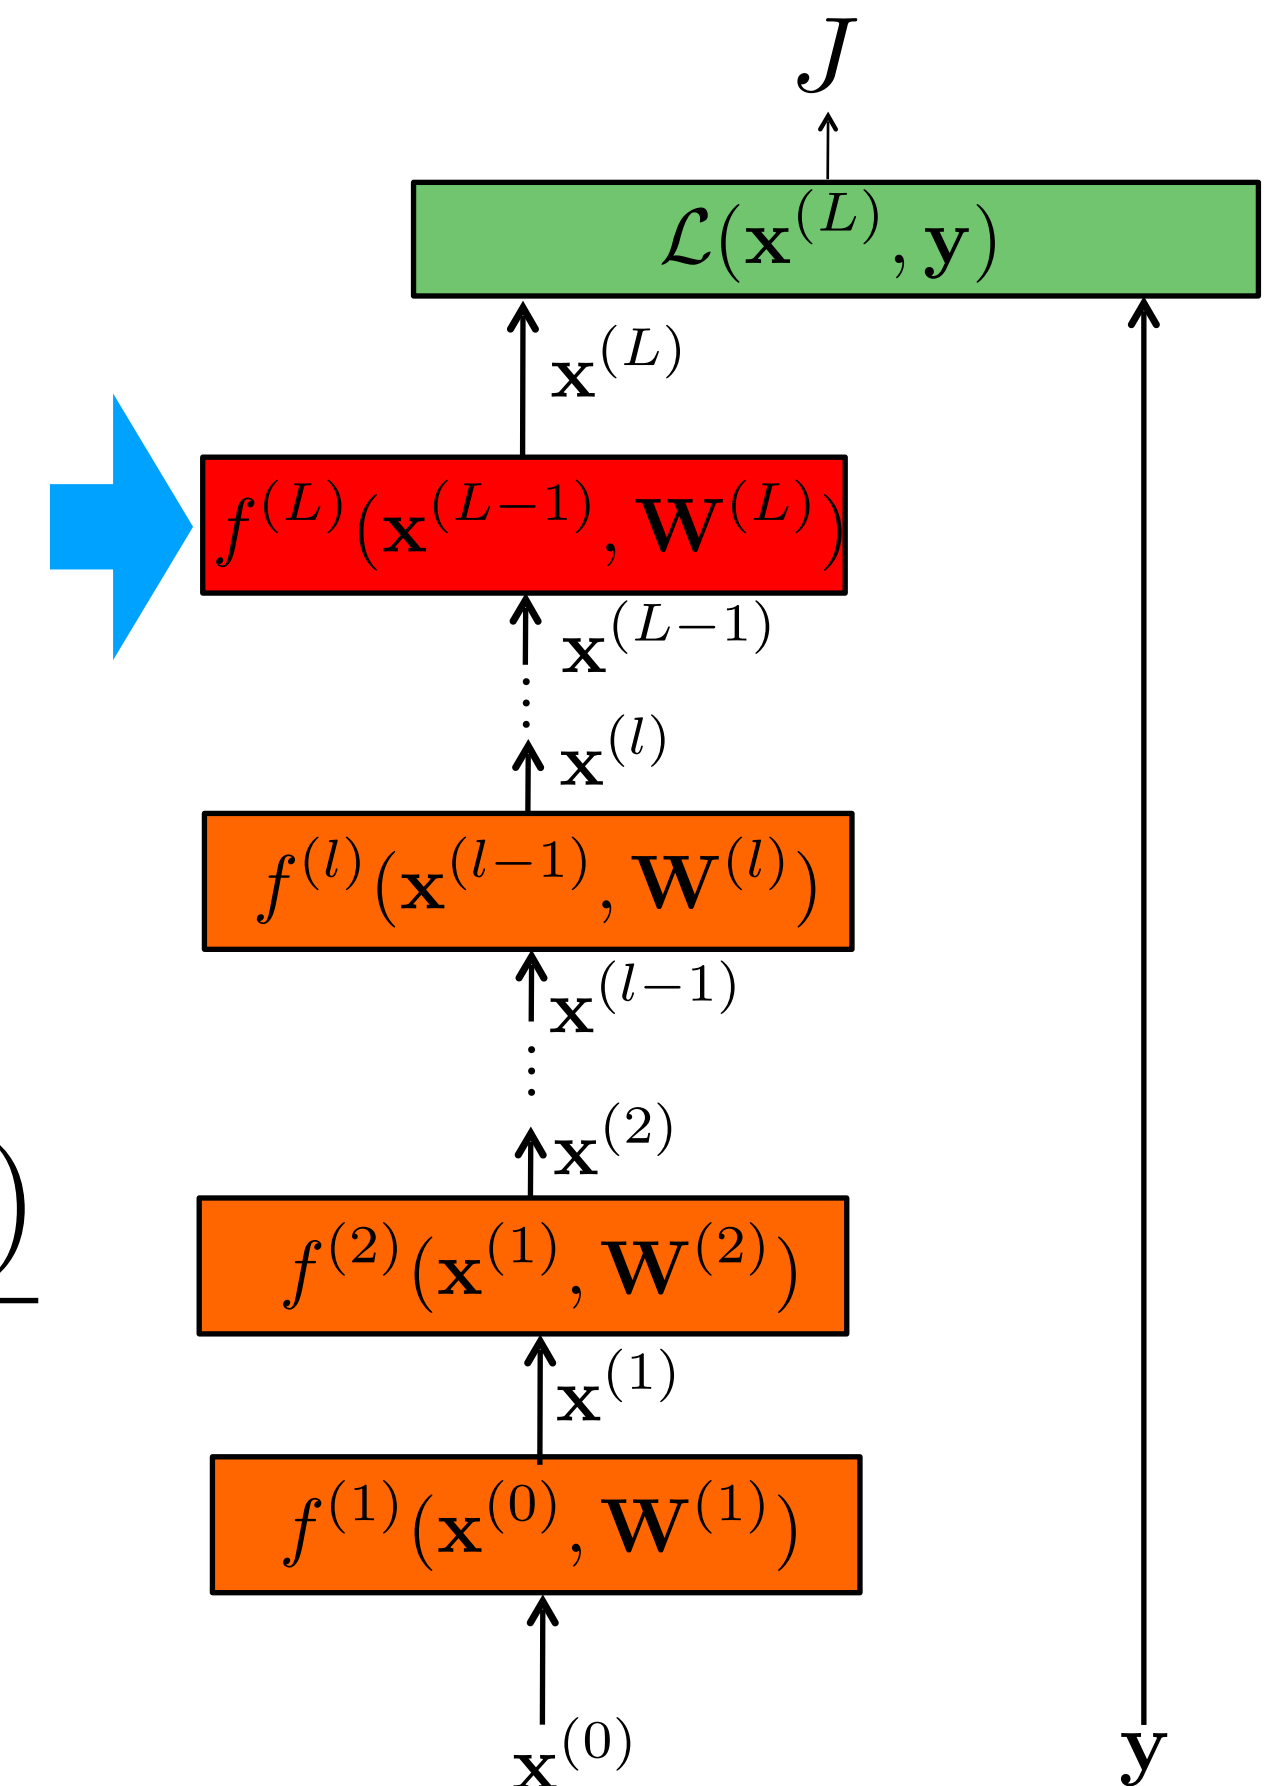 J
ℒ(𝐱^{(L)}, 𝐲)
𝐱^{(L)}
f^{(L)}(𝐱^{(L−1)}, 𝐖^{(L)})
𝐱^{(L−1)}
⋮
𝐱^{(l)}
f^{(l)}(𝐱^{(l−1)}, 𝐖^{(l)})
𝐱^{(l−1)}
⋮
𝐱^{(2)}
)
f^{(2)}(𝐱^{(1)}, 𝐖^{(2)})
𝐱^{(1)}
f^{(1)}(𝐱^{(0)}, 𝐖^{(1)})
𝐱^{(0)} 𝐲